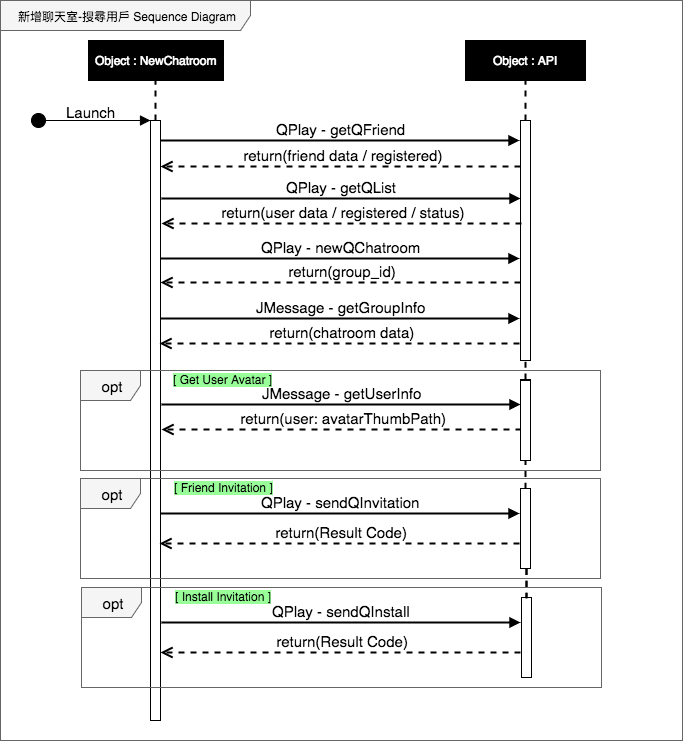 新增聊天室-搜尋用戶 Sequence Diagram
Object : NewChatroom
Object : API
Launch
QPlay - getQFriend
return(friend data / registered)
QPlay - getQList
return(user data / registered / status)
QPlay - newQChatroom
return(group_id)
JMessage - getGroupInfo
return(chatroom data)
opt
[ Get User Avatar ]
JMessage - getUserInfo
return(user: avatarThumbPath)
opt
[ Friend Invitation ]
QPlay - sendQInvitation
return(Result Code)
opt
[ Install Invitation ]
QPlay - sendQInstall
return(Result Code)